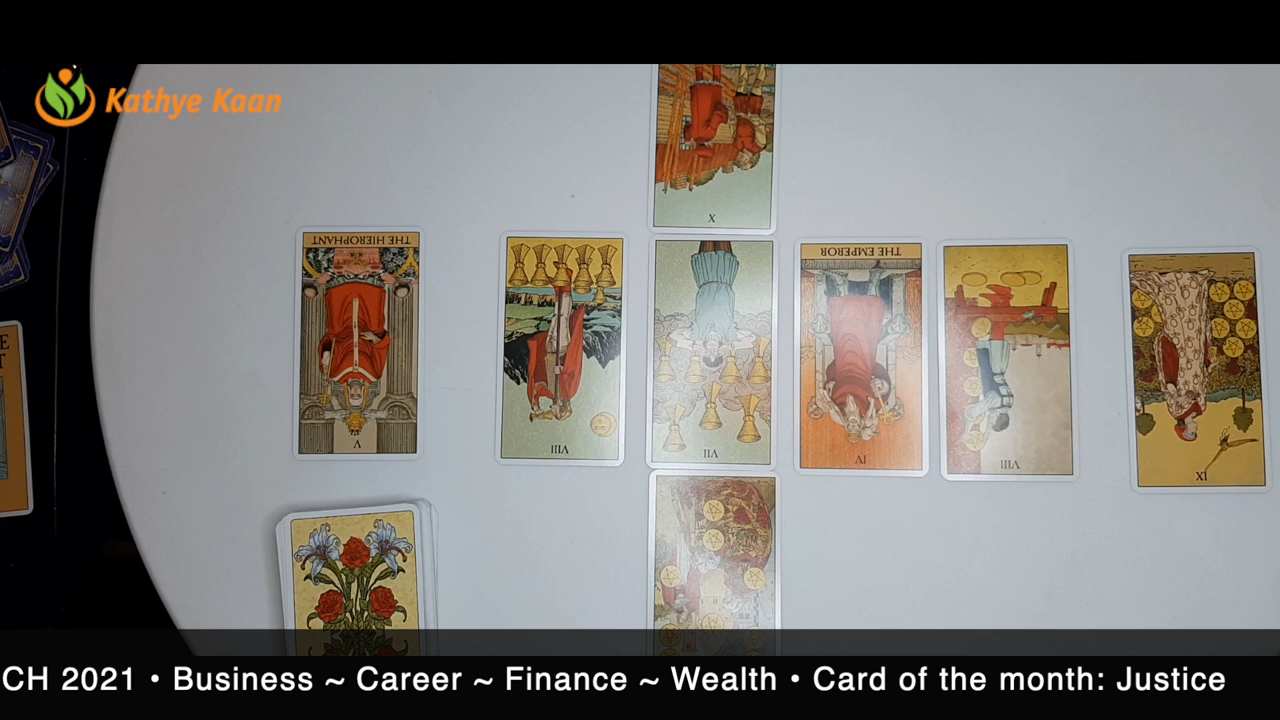 Kathye Kaan
X
THE HIEROPHANT
THE EMPEROR
V
VIII
VII
IV
VIII
IX
CH 2021 • Business ~ Career ~ Finance ~ Wealth • Card of the month: Justice